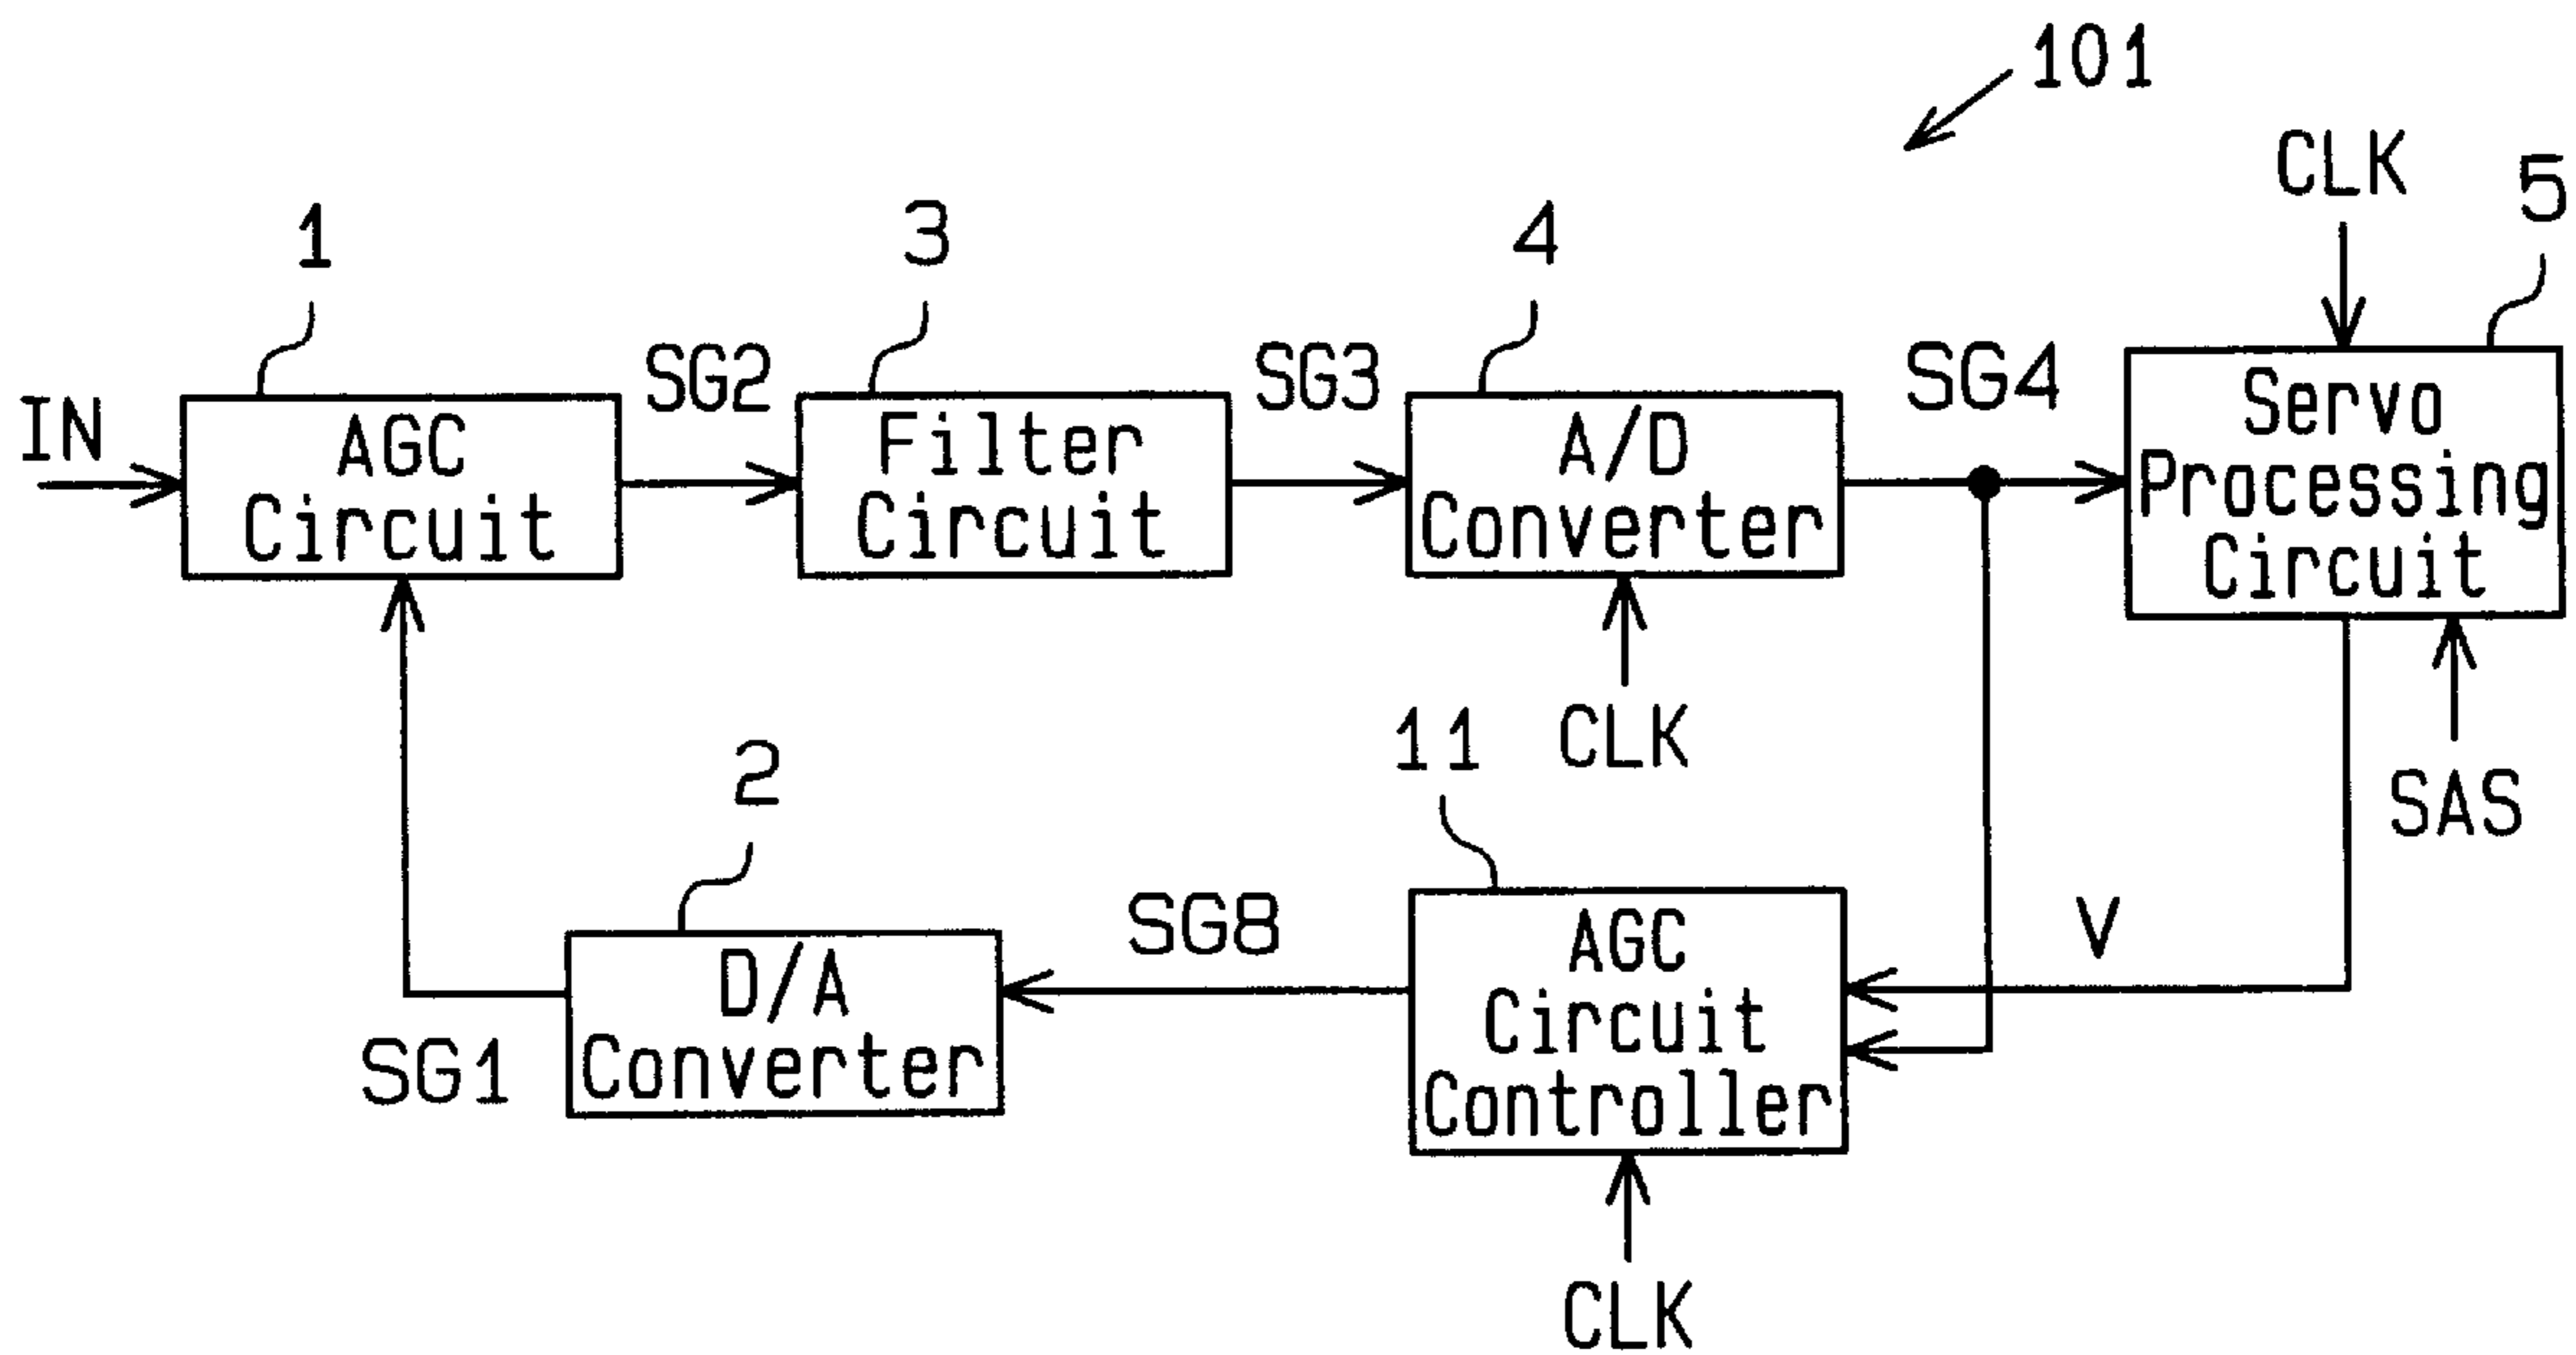 101
CLK
5
1
3
4
IN
SG2
SG3
SG4
AGC
Circuit
Filter
Circuit
A/D
Converter
Servo
Processing
Circuit
CLK
SAS
2
11
SG8
V
SG1
D/A
Converter
AGC
Circuit
Controller
CLK